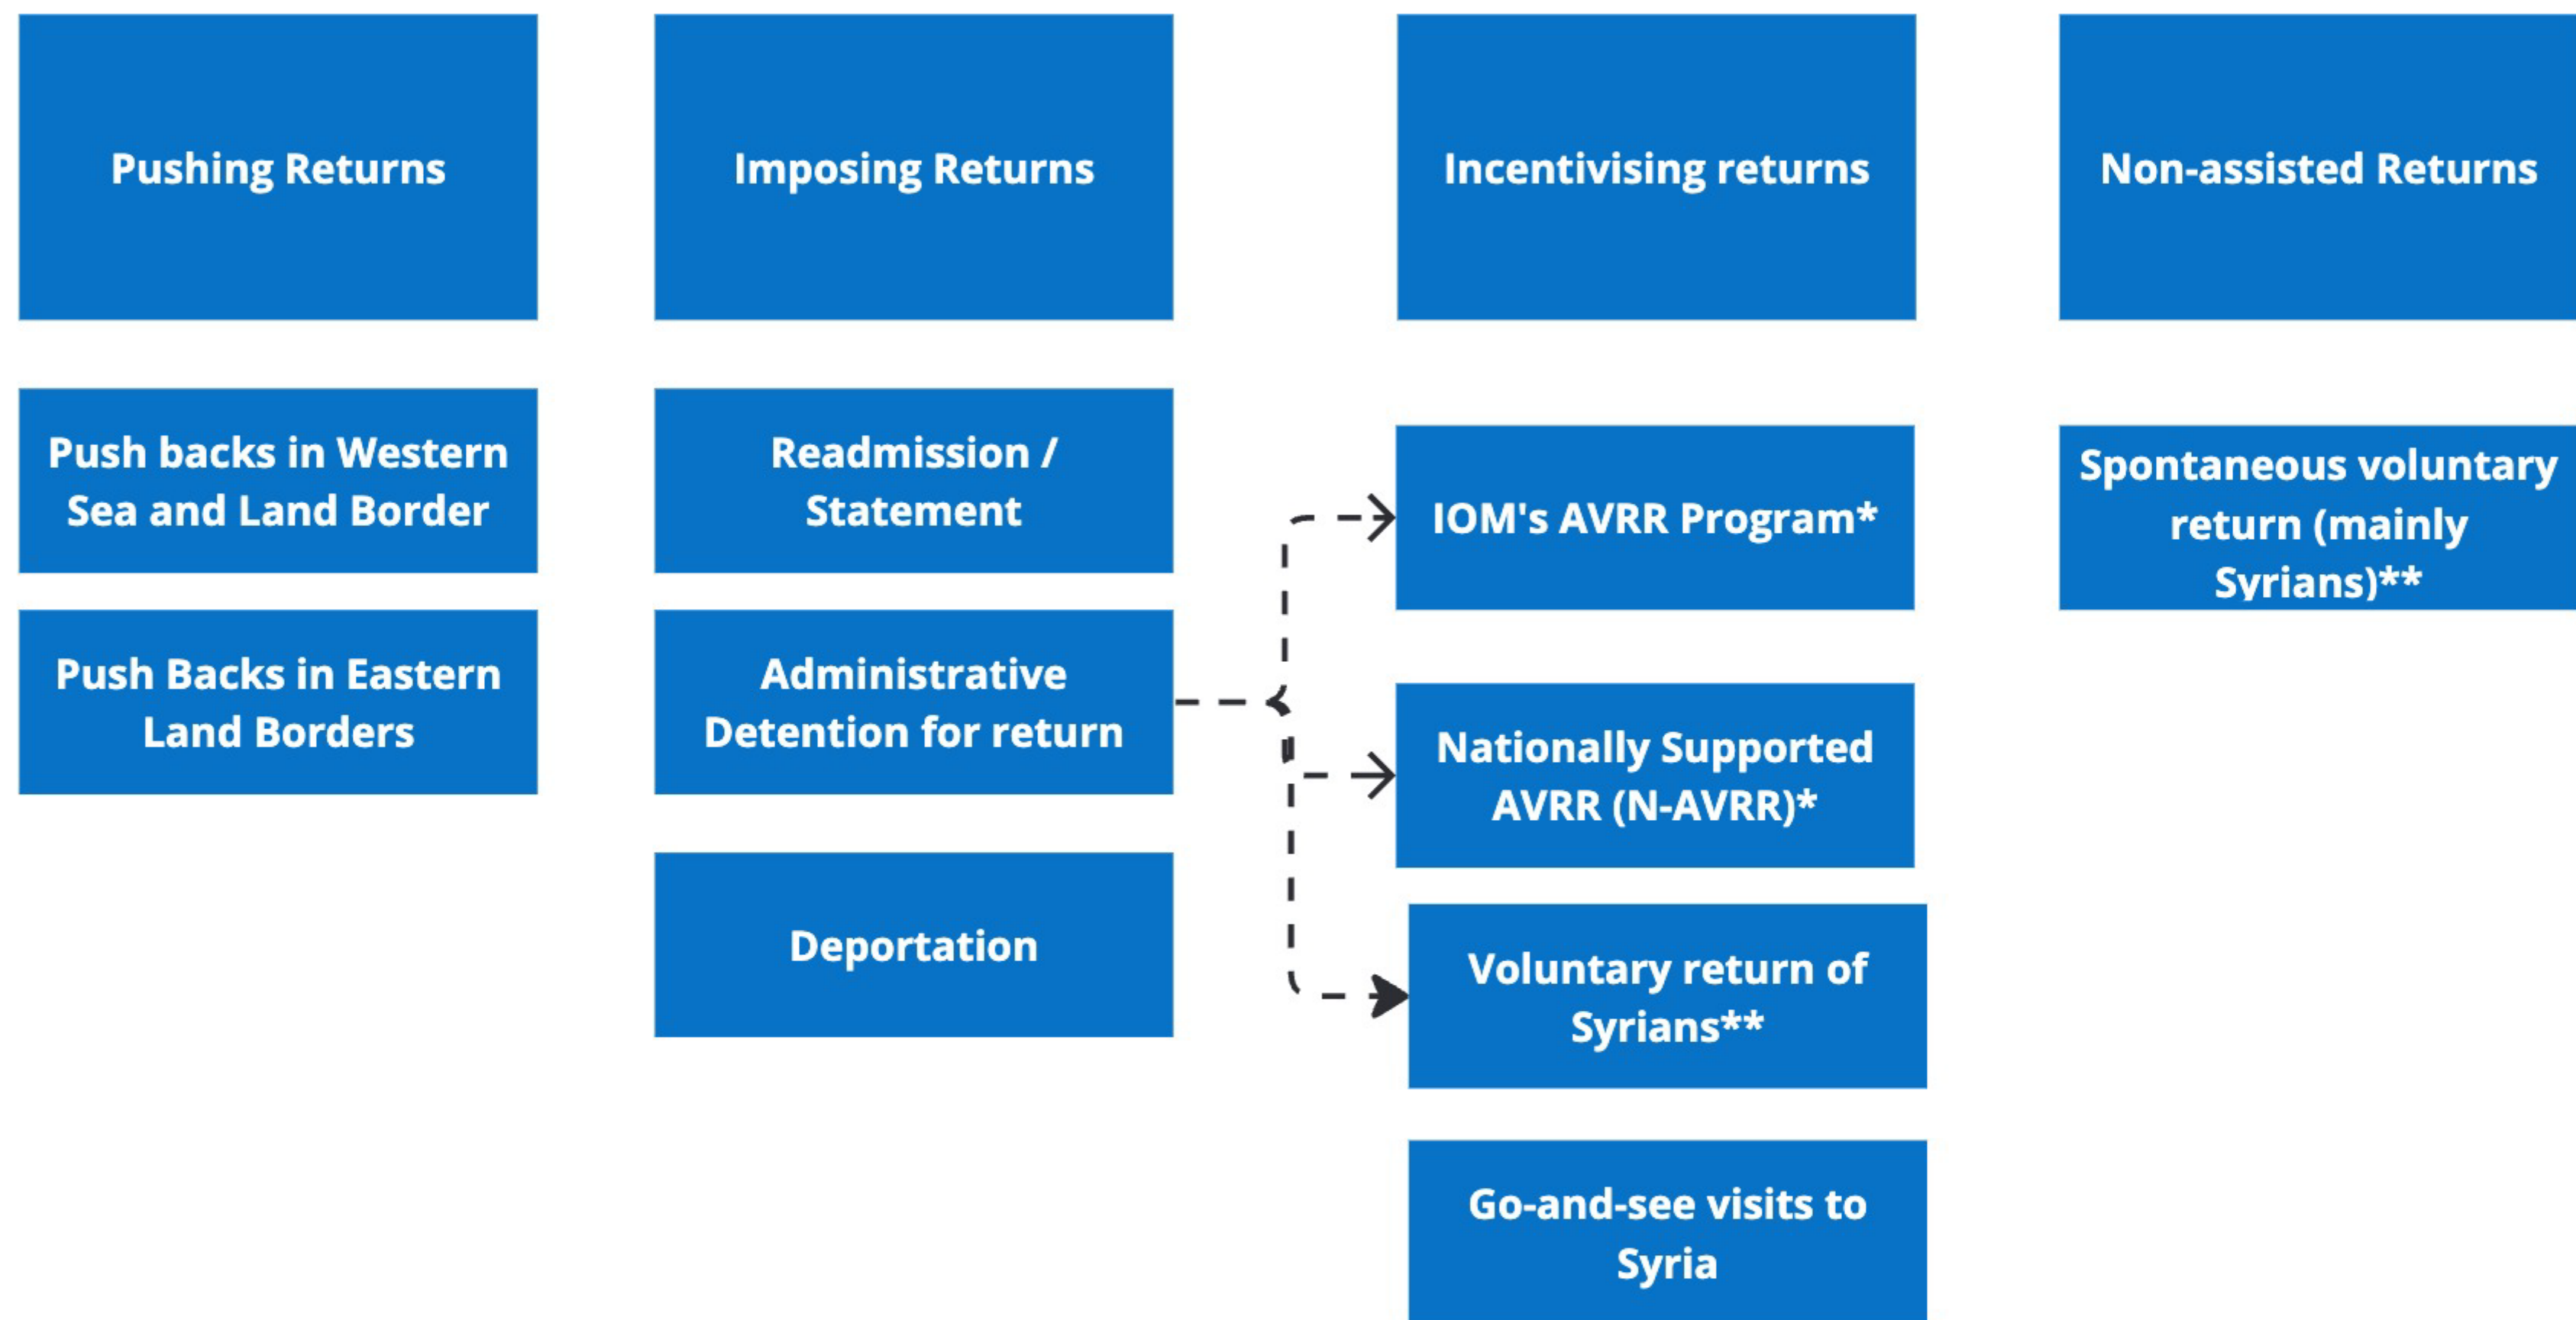 Pushing Returns
Imposing Returns
Incentivising returns
Non-assisted Returns
Push backs in Western
Sea and Land Border
Push Backs in Eastern
Land Borders
Readmission /
Statement
Administrative
Detention for return
Deportation
IOM's AVRR Program*
Nationally Supported
AVRR (N-AVRR)*
Voluntary return of
Syrians**
Go-and-see visits to
Syria
Spontaneous voluntary
return (mainly
Syrians)**